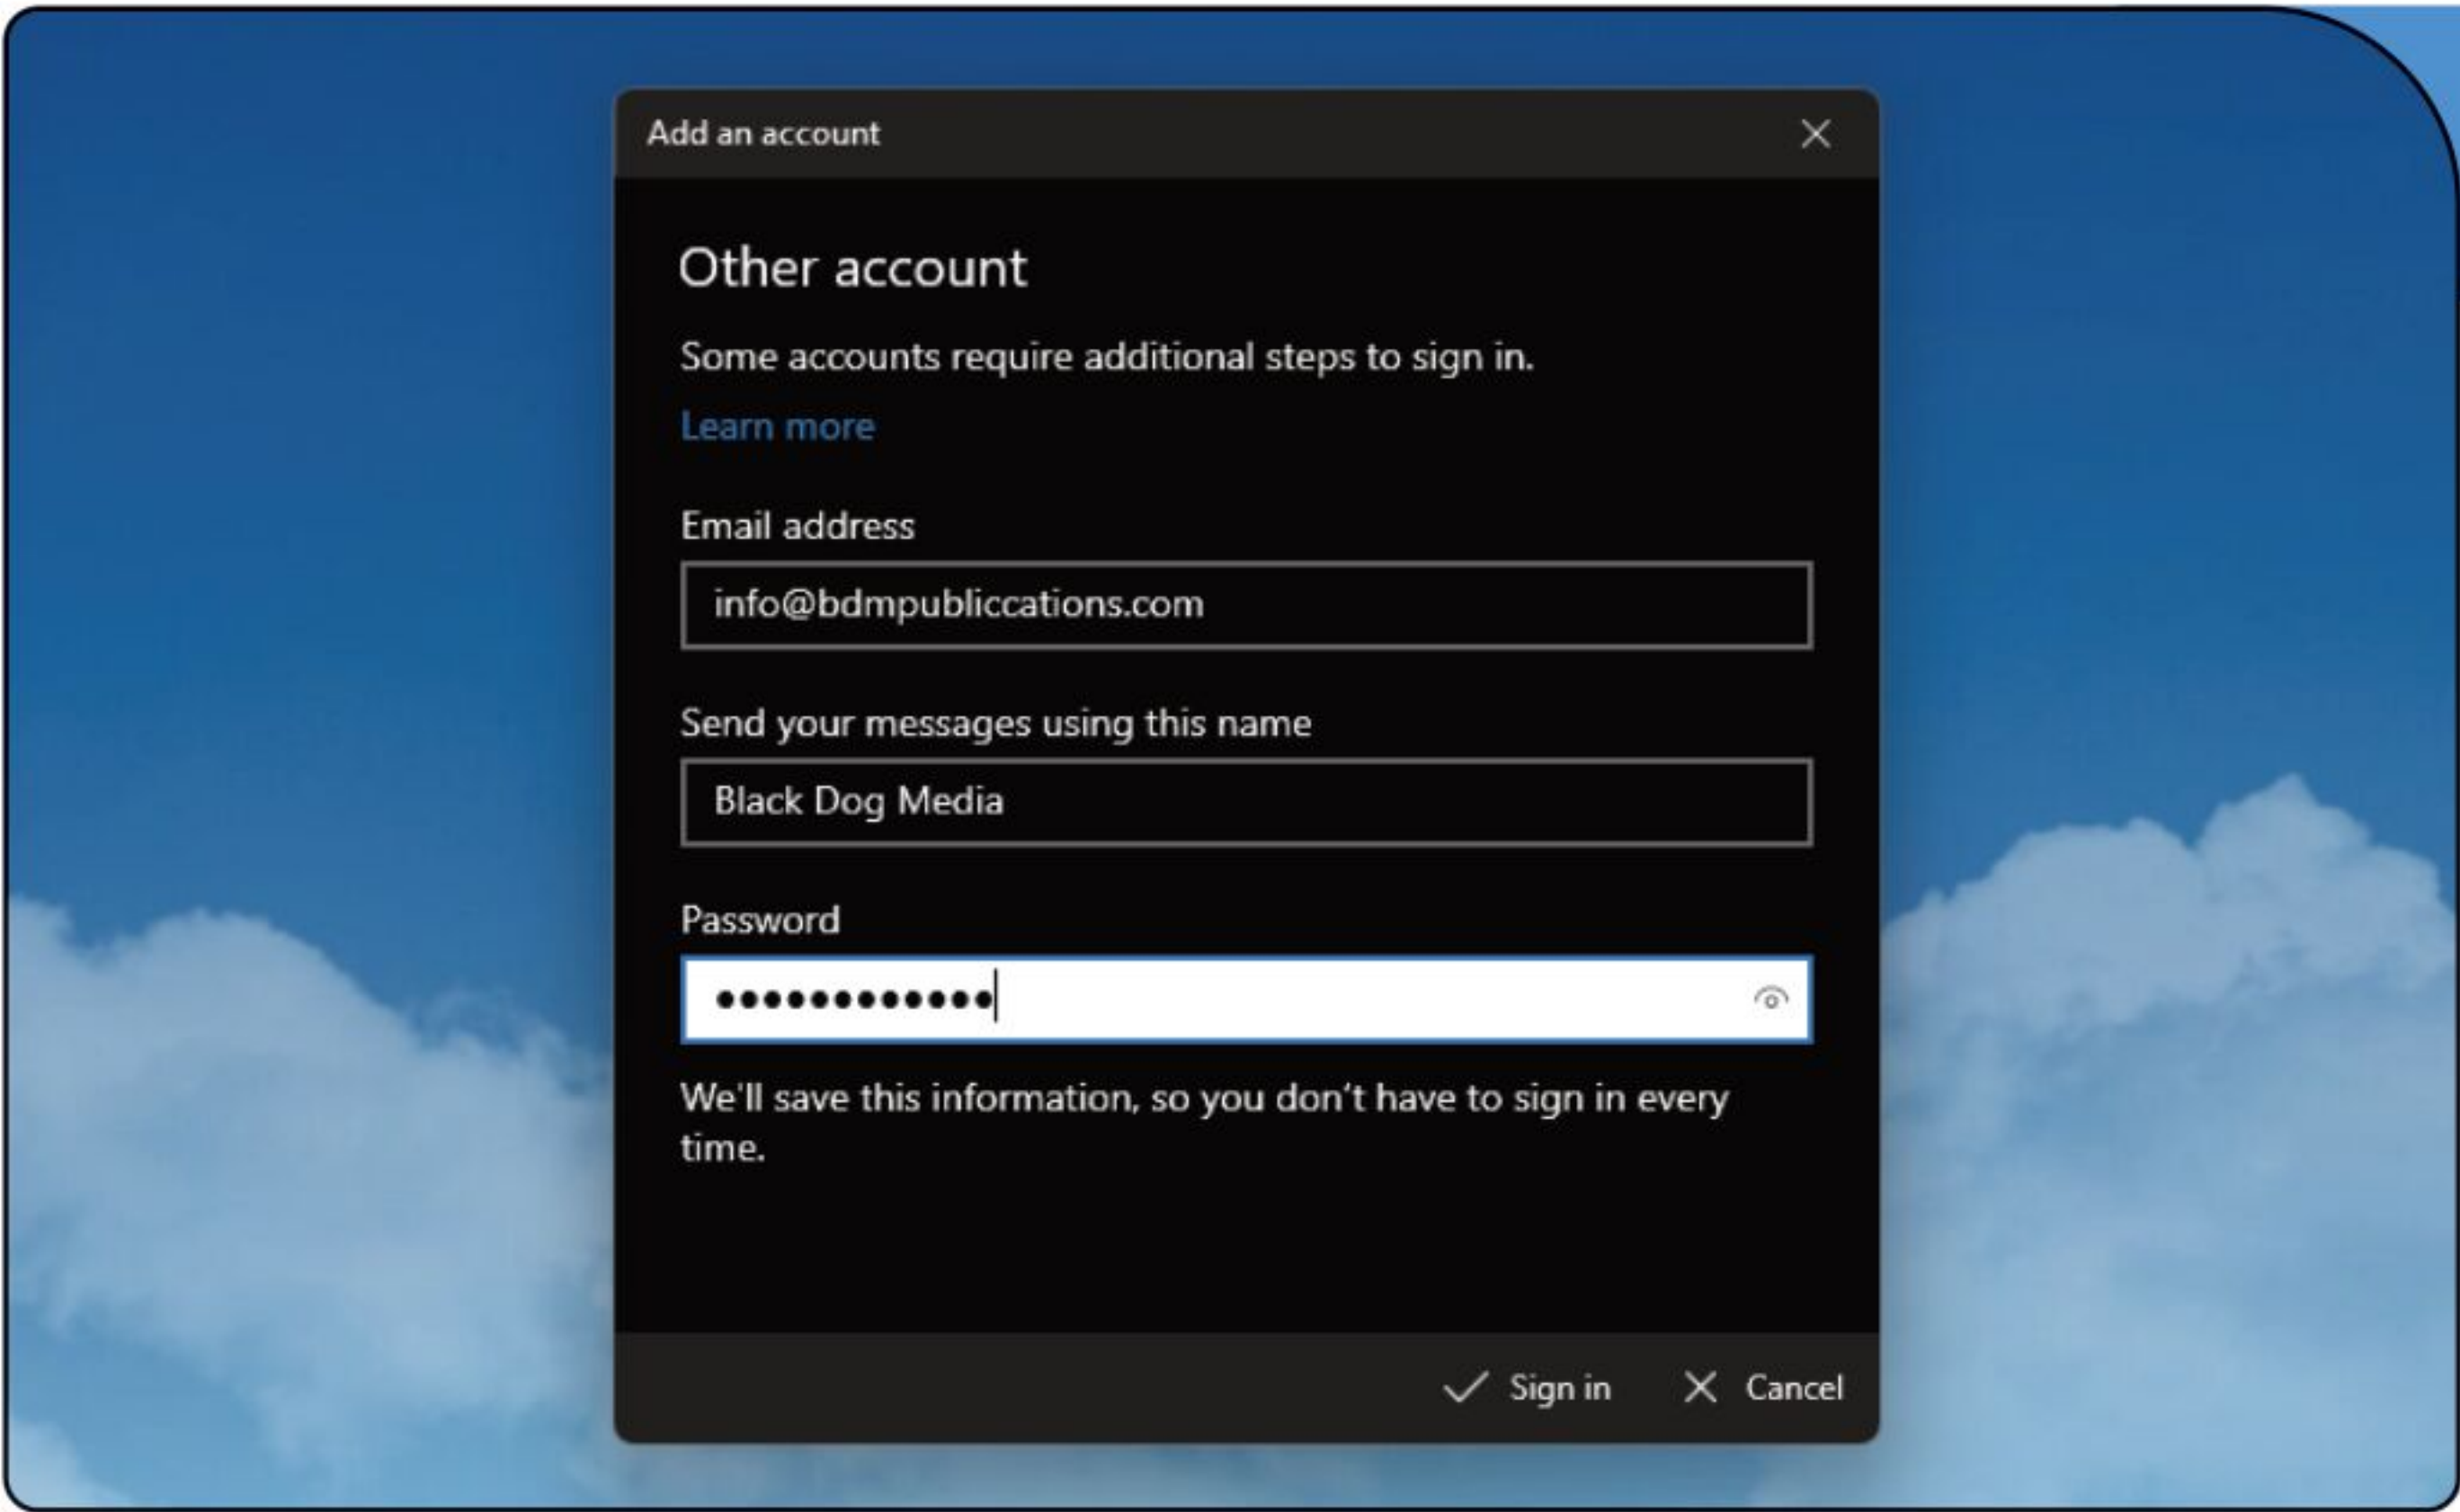 Add an account
Other account
Some accounts require additional steps to sign in.
Learn more
Email address
info@bdmpubliccations.com
Send your messages using this name
Black Dog Media
Password
••••••••••••
We'll save this information, so you don't have to sign in every
time.
Sign in
Cancel